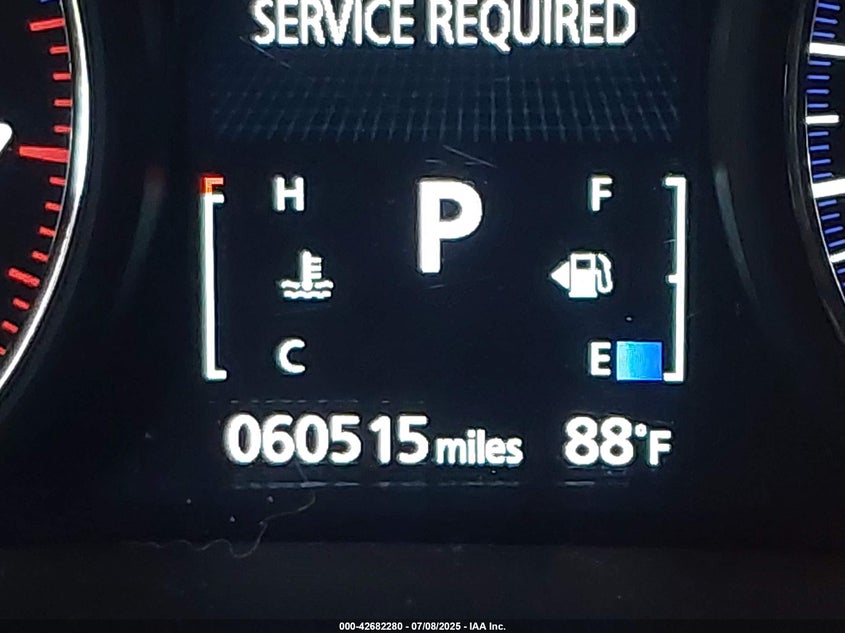 SERVICE REQUIRED
H P F
C E
060515 miles 88°F
000-42682280 - 07/08/2025 - IAA Inc.